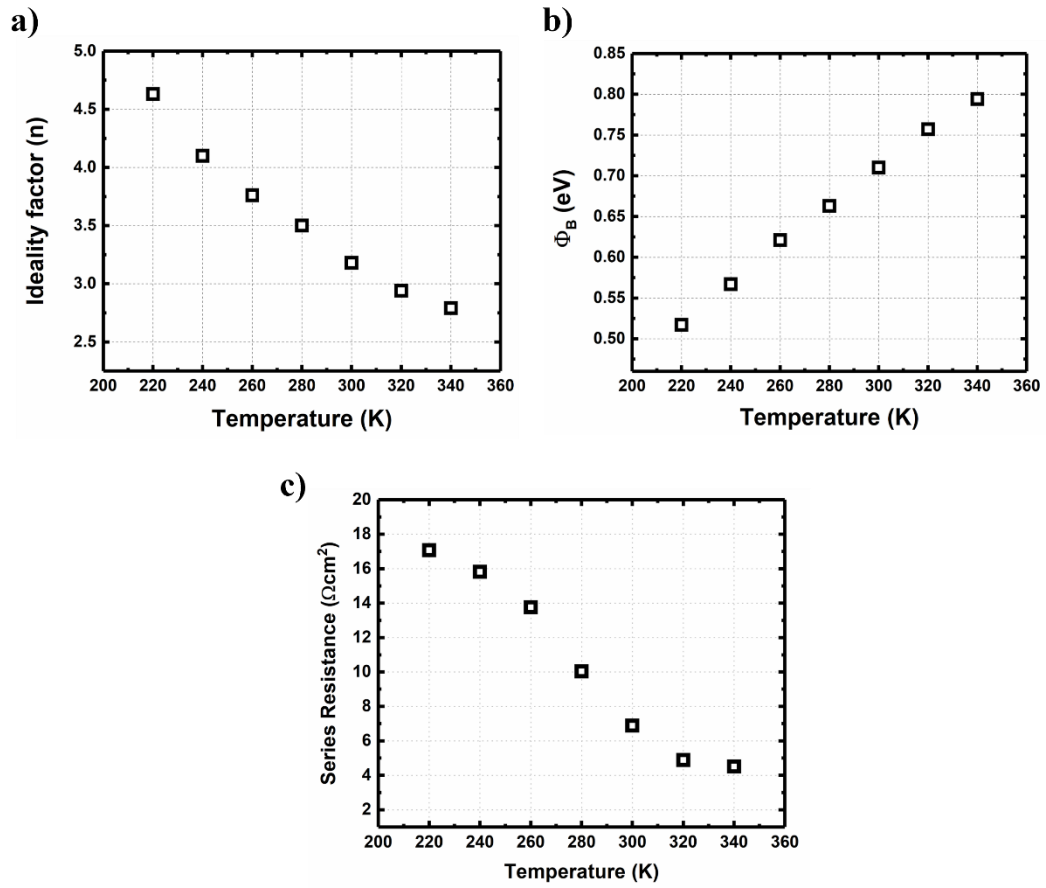 a)
5.0
4.5
4.0
3.5
3.0
2.5
Ideality factor (n)
200 220 240 260 280 300 320 340 360
Temperature (K)
b)
0.85
0.80
0.75
0.70
0.65
0.60
0.55
0.50
Φ_B (eV)
200 220 240 260 280 300 320 340 360
Temperature (K)
c)
20
18
16
14
12
10
8
6
4
2
Series Resistance (Ωcm²)
200 220 240 260 280 300 320 340 360
Temperature (K)